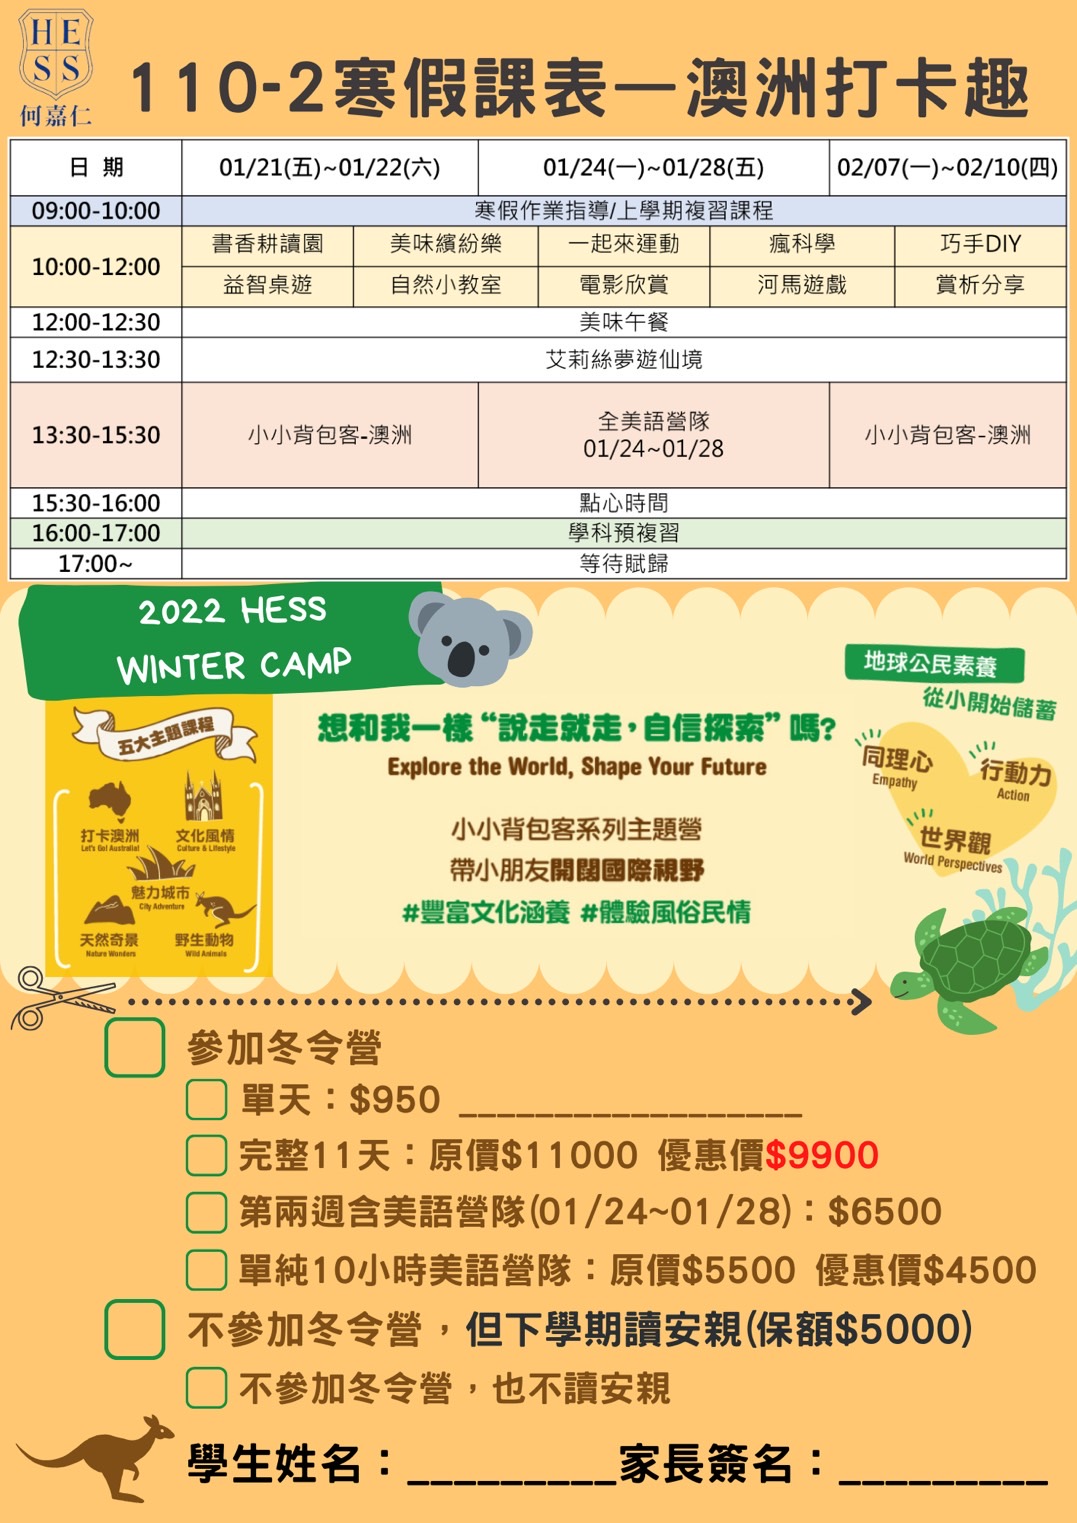 HESS
何嘉仁
110-2寒假課表—澳洲打卡趣
日 期 01/21(五)~01/22(六) 01/24(一)~01/28(五) 02/07(一)~02/10(四)
09:00-10:00 寒假作業指導/上學期複習課程
10:00-12:00 書香耕讀園 美味繽紛樂 一起來運動 瘋科學 巧手DIY
益智桌遊 自然小教室 電影欣賞 河馬遊戲 賞析分享
12:00-12:30 美味午餐
12:30-13:30 艾莉絲夢遊仙境
13:30-15:30 小小背包客-澳洲 全美語營隊 小小背包客-澳洲
01/24~01/28
15:30-16:00 點心時間
16:00-17:00 學科預複習
17:00~ 等待賦歸
2022 HESS
WINTER CAMP
五大主題課程
打卡澳洲 文化風情
Let's Go! Australia! Culture & Lifestyle
魅力城市
City Adventure
天然奇景 野生動物
Nature Wonders Wild Animals
想和我一樣“說走就走，自信探索”嗎?
Explore the World, Shape Your Future
小小背包客系列主題營
帶小朋友開闊國際視野
#豐富文化涵養 #體驗風俗民情
地球公民素養
從小開始儲蓄
同理心
Empathy
行動力
Action
世界觀
World Perspectives
參加冬令營
單天：$950 __________________
完整11天：原價$11000 優惠價$9900
第兩週含美語營隊(01/24~01/28)：$6500
單純10小時美語營隊：原價$5500 優惠價$4500
不參加冬令營，但下學期讀安親(保額$5000)
不參加冬令營，也不讀安親
學生姓名：_________家長簽名：_________